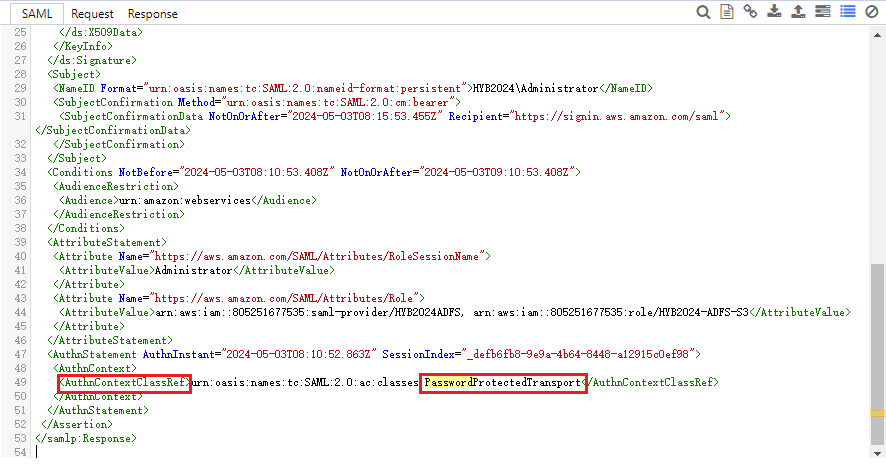 SAML Request Response
25 </ds:X509Data>
26 </KeyInfo>
27 </ds:Signature>
28 <Subject>
29 <NameID Format="urn:oasis:names:tc:SAML:2.0:nameid-format:persistent">HYB2024\Administrator</NameID>
30 <SubjectConfirmation Method="urn:oasis:names:tc:SAML:2.0:cm:bearer">
31 <SubjectConfirmationData NotOnOrAfter="2024-05-03T08:15:53.455Z" Recipient="https://signin.aws.amazon.com/saml">
</SubjectConfirmationData>
32 </SubjectConfirmation>
33 </Subject>
34 <Conditions NotBefore="2024-05-03T08:10:53.408Z" NotOnOrAfter="2024-05-03T09:10:53.408Z">
35 <AudienceRestriction>
36 <Audience>urn:amazon:webservices</Audience>
37 </AudienceRestriction>
38 </Conditions>
39 <AttributeStatement>
40 <Attribute Name="https://aws.amazon.com/SAML/Attributes/RoleSessionName">
41 <AttributeValue>Administrator</AttributeValue>
42 </Attribute>
43 <Attribute Name="https://aws.amazon.com/SAML/Attributes/Role">
44 <AttributeValue>arn:aws:iam::805251677535:saml-provider/HYB2024ADFS, arn:aws:iam::805251677535:role/HYB2024-ADFS-S3</AttributeValue>
45 </Attribute>
46 </AttributeStatement>
47 <AuthnStatement AuthnInstant="2024-05-03T08:10:52.863Z" SessionIndex="_defb6fb8-9e9a-4b64-8448-a12915c0ef98">
48 <AuthnContext>
49 <AuthnContextClassRef>urn:oasis:names:tc:SAML:2.0:ac:classes:PasswordProtectedTransport</AuthnContextClassRef>
50 </AuthnContext>
51 </AuthnStatement>
52 </Assertion>
53 </samlp:Response>
54